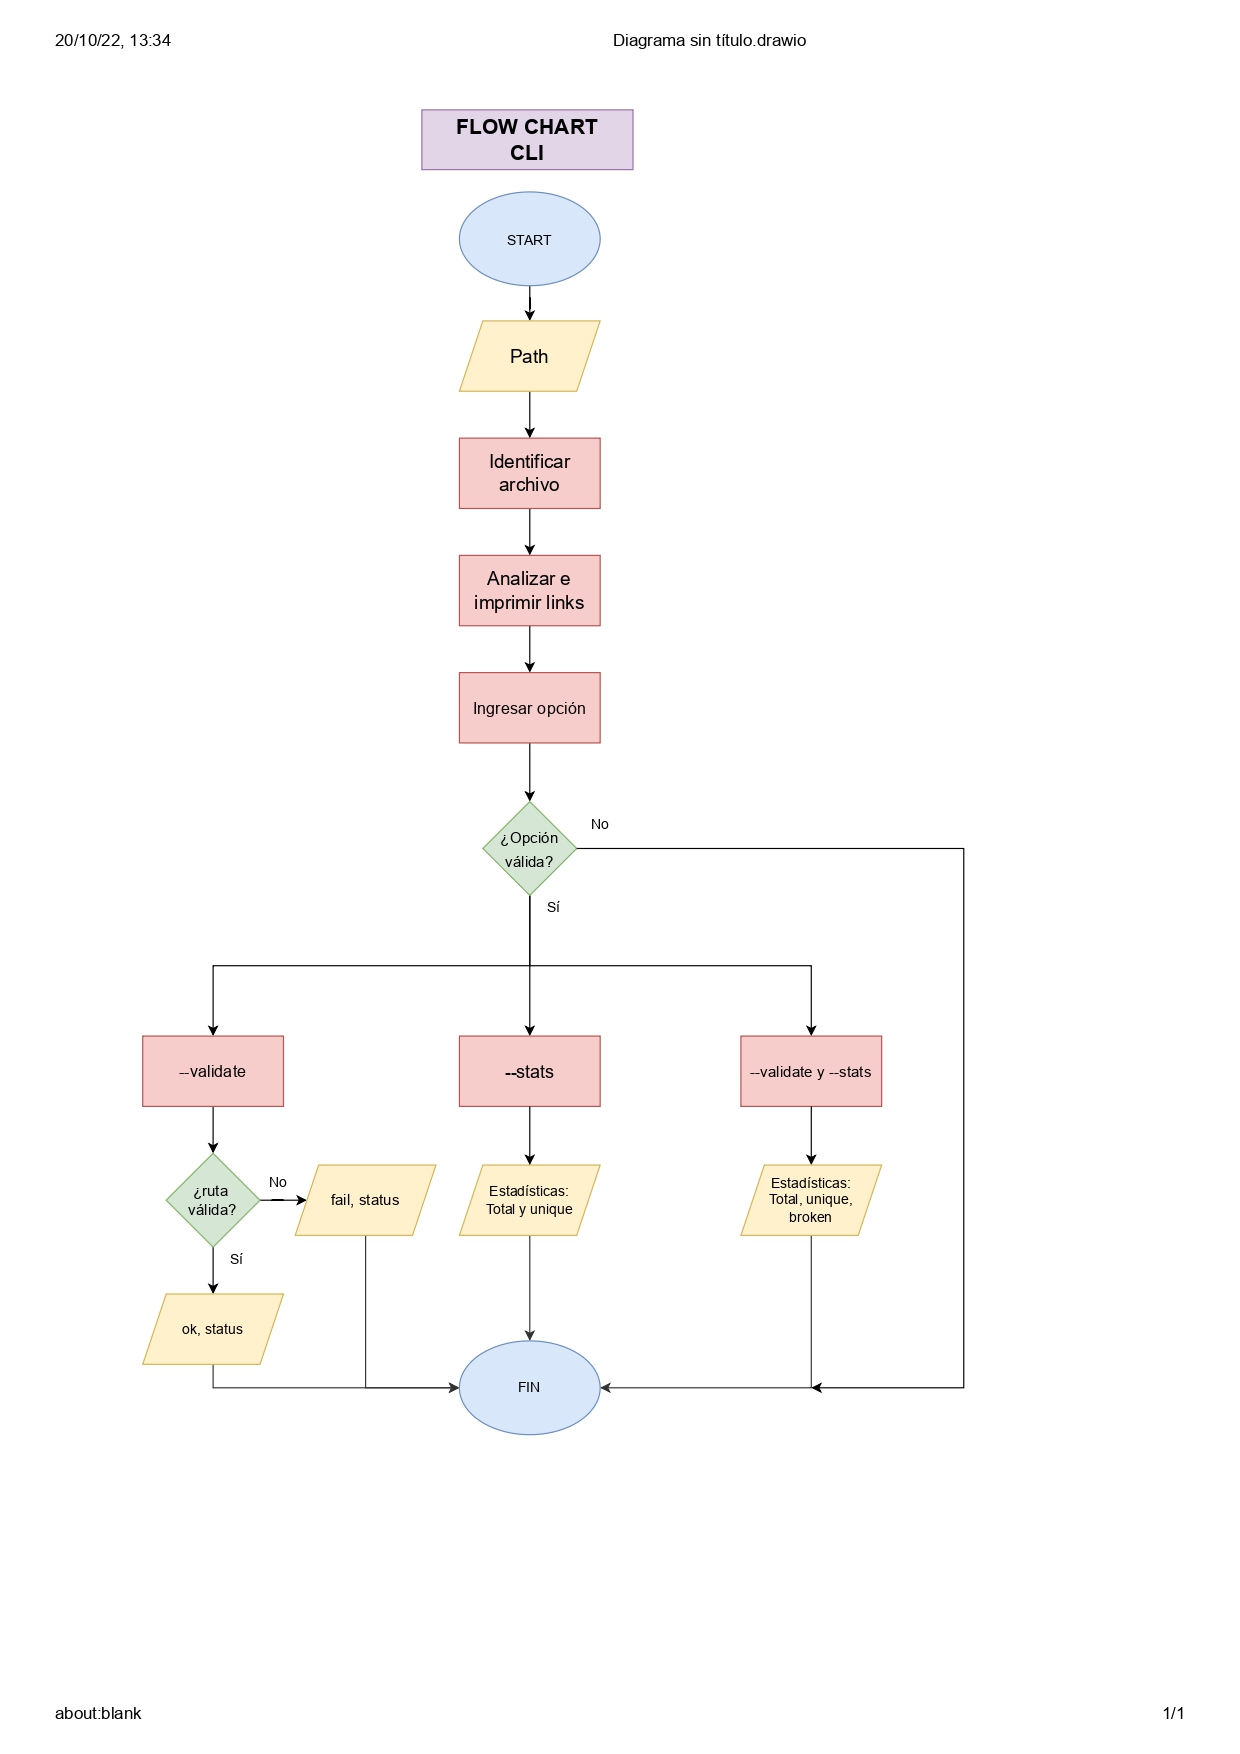 20/10/22, 13:34
Diagrama sin título.drawio
FLOW CHART
CLI
START
Path
Identificar
archivo
Analizar e
imprimir links
Ingresar opción
¿Opción
válida?
No
Sí
--validate
--stats
--validate y --stats
¿ruta
válida?
No
fail, status
Estadísticas:
Total y unique
Estadísticas:
Total, unique,
broken
Sí
ok, status
FIN
about:blank
1/1